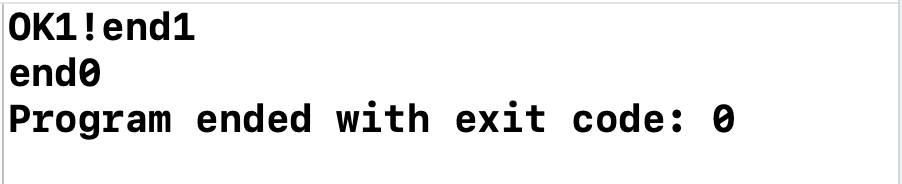 OK1!end1
end0
Program ended with exit code: 0